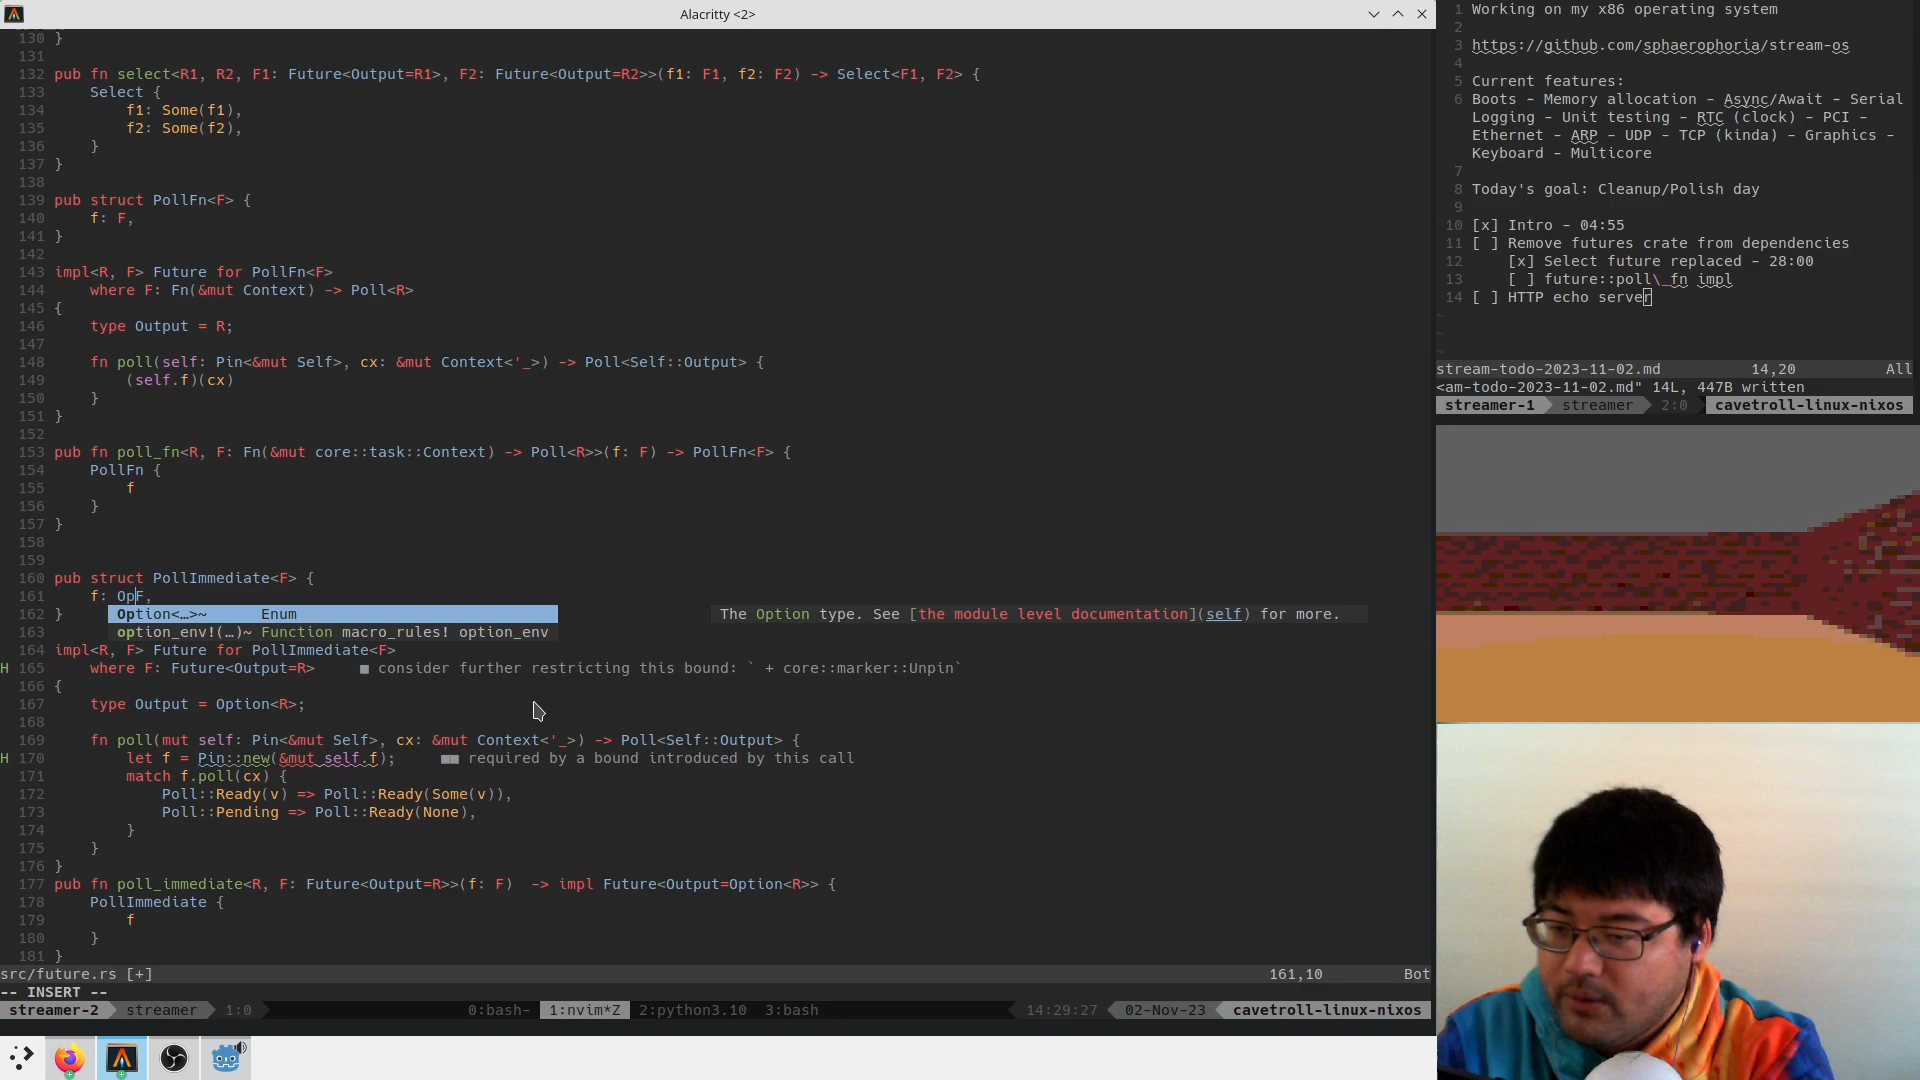 Alacritty <2>
130 }
131
132 pub fn select<R1, R2, F1: Future<Output=R1>, F2: Future<Output=R2>>(f1: F1, f2: F2) -> Select<F1, F2> {
133     Select {
134         f1: Some(f1),
135         f2: Some(f2),
136     }
137 }
138
139 pub struct PollFn<F> {
140     f: F,
141 }
142
143 impl<R, F> Future for PollFn<F>
144     where F: Fn(&mut Context) -> Poll<R>
145 {
146     type Output = R;
147
148     fn poll(self: Pin<&mut Self>, cx: &mut Context<'_>) -> Poll<Self::Output> {
149         (self.f)(cx)
150     }
151 }
152
153 pub fn poll_fn<R, F: Fn(&mut core::task::Context) -> Poll<R>>(f: F) -> PollFn<F> {
154     PollFn {
155         f
156     }
157 }
158
159
160 pub struct PollImmediate<F> {
161     f: OpF,
162 }     Option<…>~      Enum     The Option type. See [the module level documentation](self) for more.
163       option_env!(…)~ Function macro_rules! option_env
164 impl<R, F> Future for PollImmediate<F>
H 165     where F: Future<Output=R>     ■ consider further restricting this bound: ` + core::marker::Unpin`
166 {
167     type Output = Option<R>;
168
169     fn poll(mut self: Pin<&mut Self>, cx: &mut Context<'_>) -> Poll<Self::Output> {
H 170         let f = Pin::new(&mut self.f);     ■■ required by a bound introduced by this call
171         match f.poll(cx) {
172             Poll::Ready(v) => Poll::Ready(Some(v)),
173             Poll::Pending => Poll::Ready(None),
174         }
175     }
176 }
177 pub fn poll_immediate<R, F: Future<Output=R>>(f: F)  -> impl Future<Output=Option<R>> {
178     PollImmediate {
179         f
180     }
181 }
src/future.rs [+]     161,10     Bot
-- INSERT --
streamer-2 streamer 1:0     0:bash- 1:nvim*Z 2:python3.10 3:bash     14:29:27 02-Nov-23 cavetroll-linux-nixos
1 Working on my x86 operating system
2
3 https://github.com/sphaerophoria/stream-os
4
5 Current features:
6 Boots - Memory allocation - Async/Await - Serial
Logging - Unit testing - RTC (clock) - PCI -
Ethernet - ARP - UDP - TCP (kinda) - Graphics -
Keyboard - Multicore
7
8 Today's goal: Cleanup/Polish day
9
10 [x] Intro - 04:55
11 [ ] Remove futures crate from dependencies
12     [x] Select future replaced - 28:00
13     [ ] future::poll\_fn impl
14 [ ] HTTP echo server
~
~
~
stream-todo-2023-11-02.md     14,20     All
<am-todo-2023-11-02.md" 14L, 447B written
streamer-1 streamer 2:0 cavetroll-linux-nixos